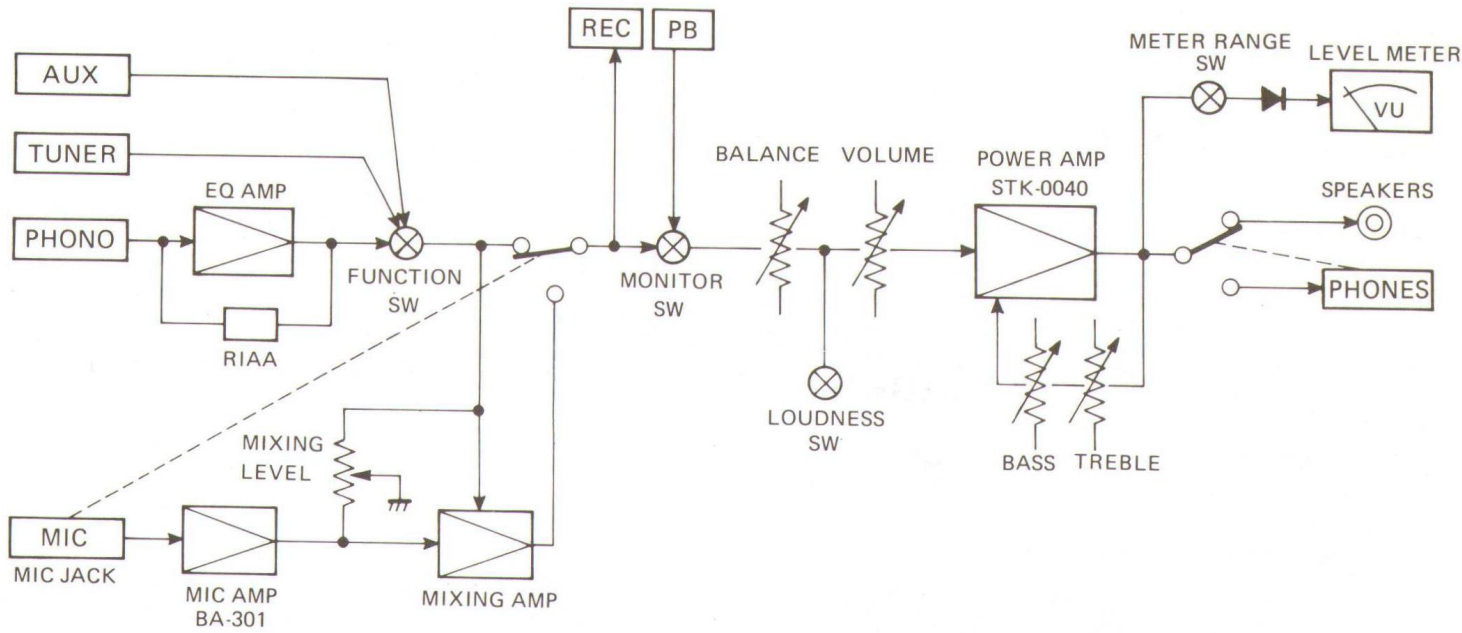 REC
PB
METER RANGE
SW
LEVEL METER
VU
AUX
TUNER
PHONO
EQ AMP
RIAA
FUNCTION
SW
MONITOR
SW
BALANCE
VOLUME
LOUDNESS
SW
POWER AMP
STK-0040
BASS
TREBLE
SPEAKERS
PHONES
MIXING
LEVEL
MIC
MIC JACK
MIC AMP
BA-301
MIXING AMP